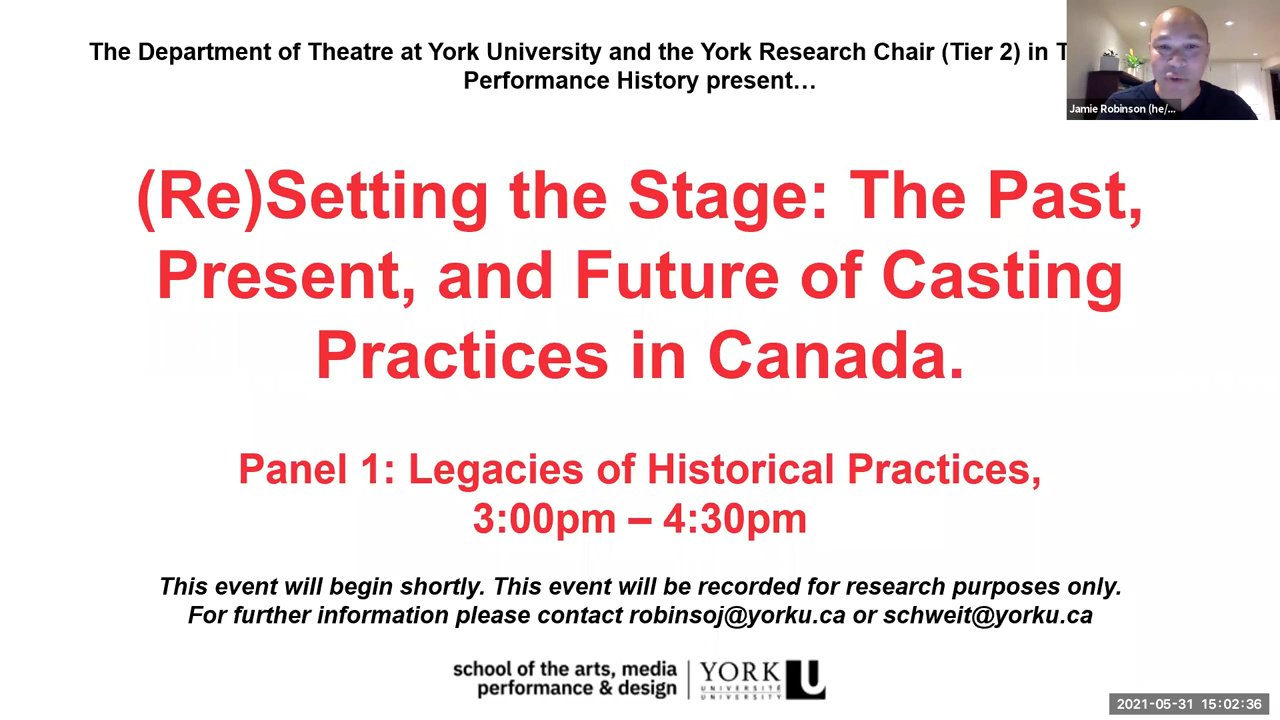 The Department of Theatre at York University and the York Research Chair (Tier 2) in T
Performance History present…
Jamie Robinson (he/...
(Re)Setting the Stage: The Past,
Present, and Future of Casting
Practices in Canada.
Panel 1: Legacies of Historical Practices,
3:00pm – 4:30pm
This event will begin shortly. This event will be recorded for research purposes only.
For further information please contact robinsoj@yorku.ca or schweit@yorku.ca
school of the arts, media
performance & design
YORK U
UNIVERSITÉ
UNIVERSITY
2021-05-31 15:02:36